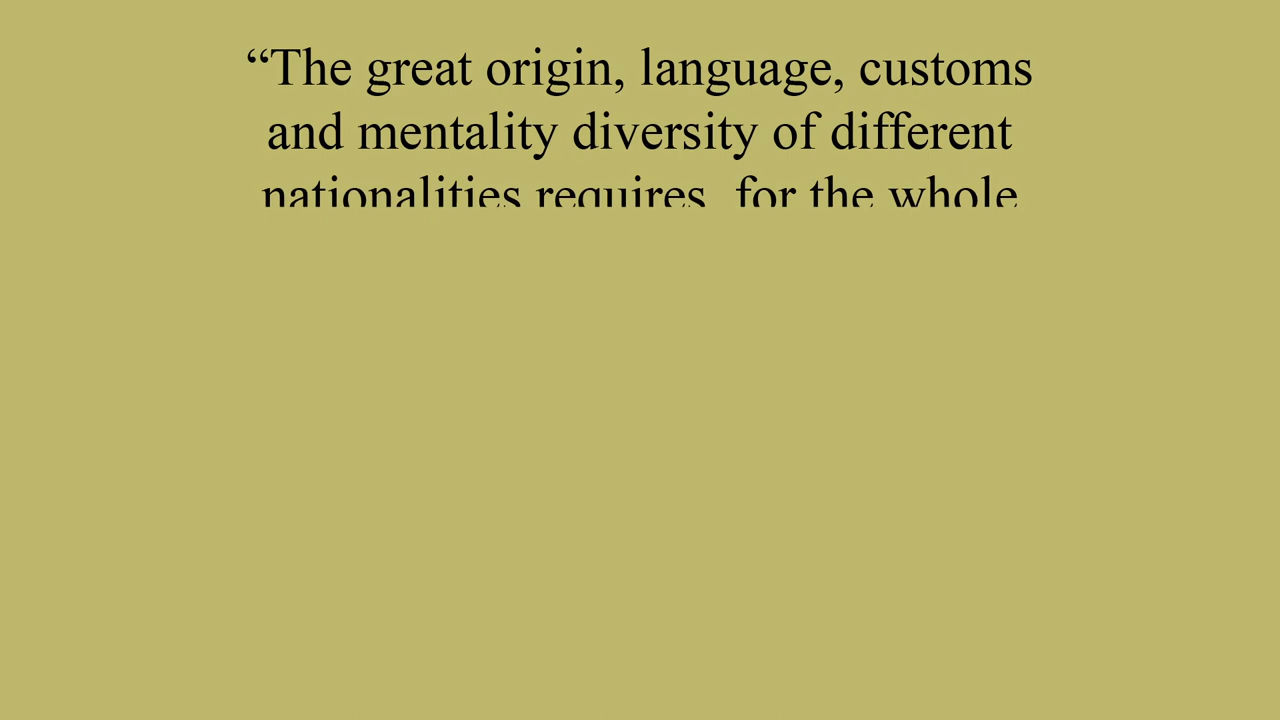 “The great origin, language, customs
and mentality diversity of different
nationalities requires, for the whole